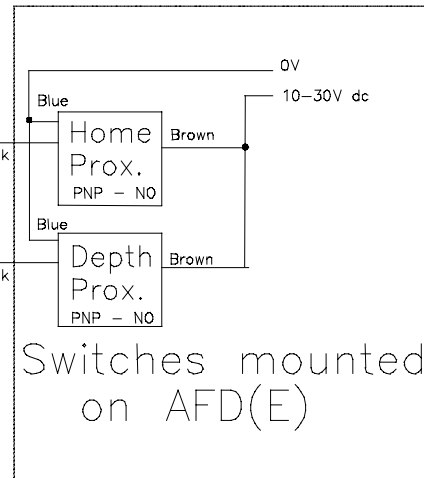 0V
10-30V dc
Blue
Home
Prox.
PNP - NO
Brown
k
Blue
Depth
Prox.
PNP - NO
Brown
k
Switches mounted
on AFD(E)